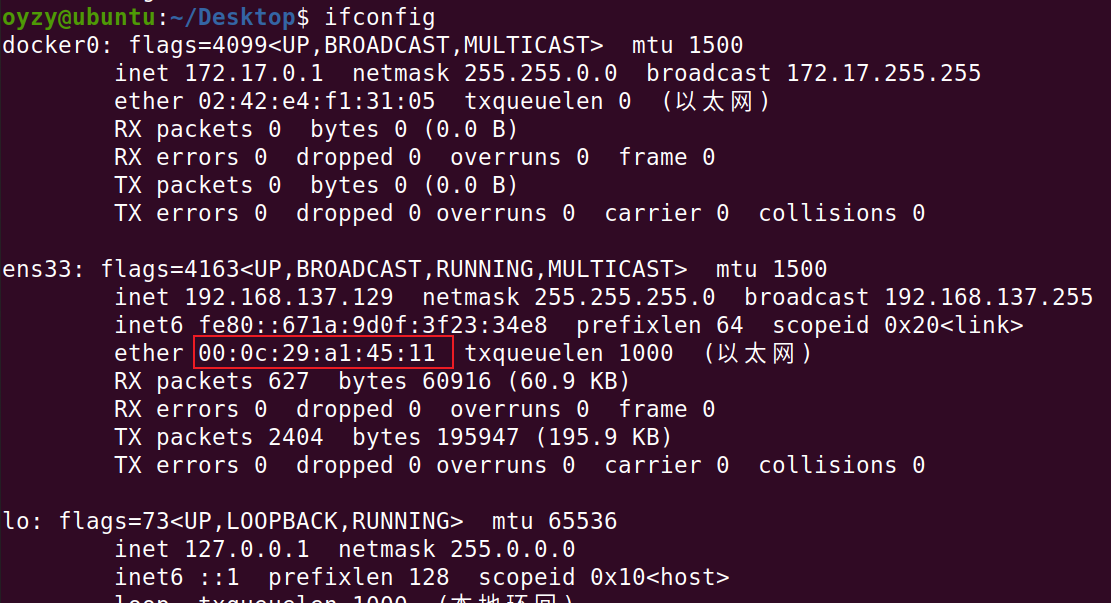 oyzy@ubuntu:~/Desktop$ ifconfig
docker0: flags=4099<UP,BROADCAST,MULTICAST>  mtu 1500
        inet 172.17.0.1  netmask 255.255.0.0  broadcast 172.17.255.255
        ether 02:42:e4:f1:31:05  txqueuelen 0  (以太网)
        RX packets 0  bytes 0 (0.0 B)
        RX errors 0  dropped 0  overruns 0  frame 0
        TX packets 0  bytes 0 (0.0 B)
        TX errors 0  dropped 0 overruns 0  carrier 0  collisions 0

ens33: flags=4163<UP,BROADCAST,RUNNING,MULTICAST>  mtu 1500
        inet 192.168.137.129  netmask 255.255.255.0  broadcast 192.168.137.255
        inet6 fe80::671a:9d0f:3f23:34e8  prefixlen 64  scopeid 0x20<link>
        ether 00:0c:29:a1:45:11  txqueuelen 1000  (以太网)
        RX packets 627  bytes 60916 (60.9 KB)
        RX errors 0  dropped 0  overruns 0  frame 0
        TX packets 2404  bytes 195947 (195.9 KB)
        TX errors 0  dropped 0 overruns 0  carrier 0  collisions 0

lo: flags=73<UP,LOOPBACK,RUNNING>  mtu 65536
        inet 127.0.0.1  netmask 255.0.0.0
        inet6 ::1  prefixlen 128  scopeid 0x10<host>
        loop  txqueuelen 1000  (本地环回)